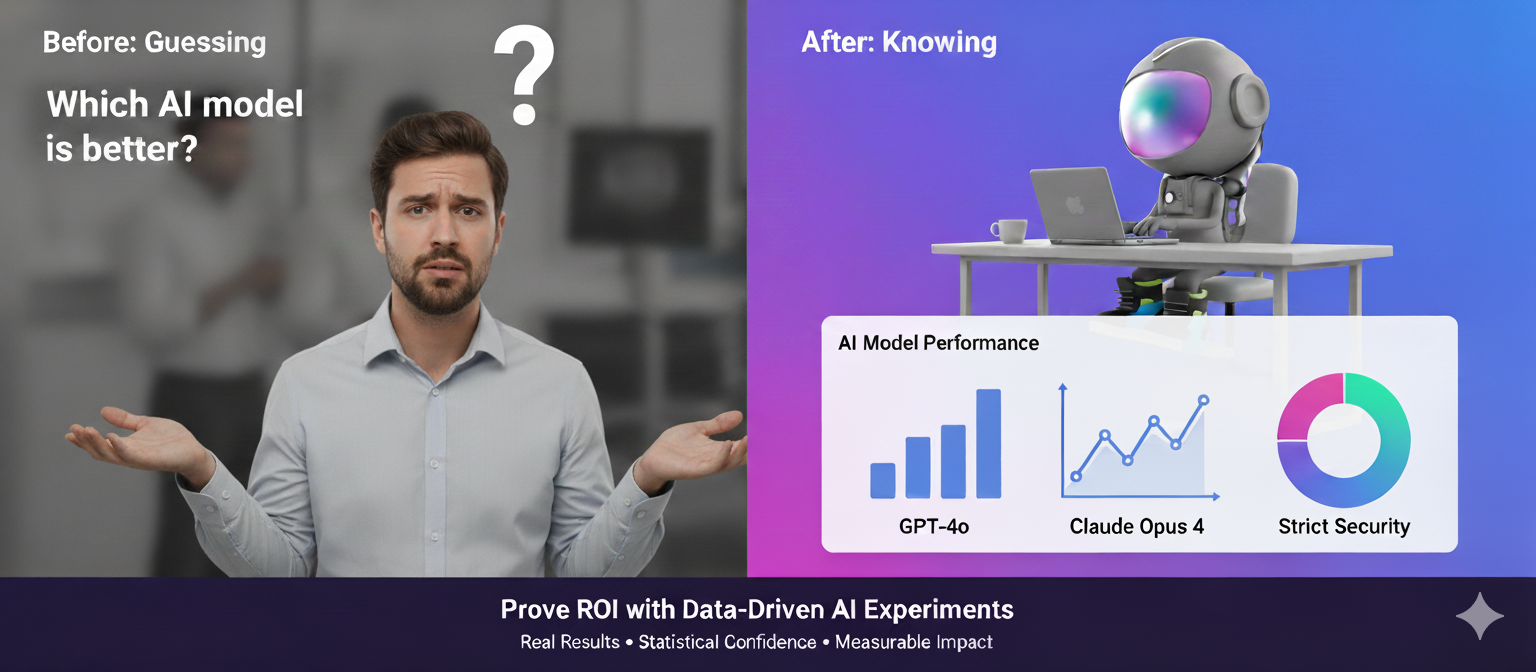 Before: Guessing
?
Which AI model
is better?
After: Knowing
AI Model Performance
GPT-4o
Claude Opus 4
Strict Security
Prove ROI with Data-Driven AI Experiments
Real Results • Statistical Confidence • Measurable Impact